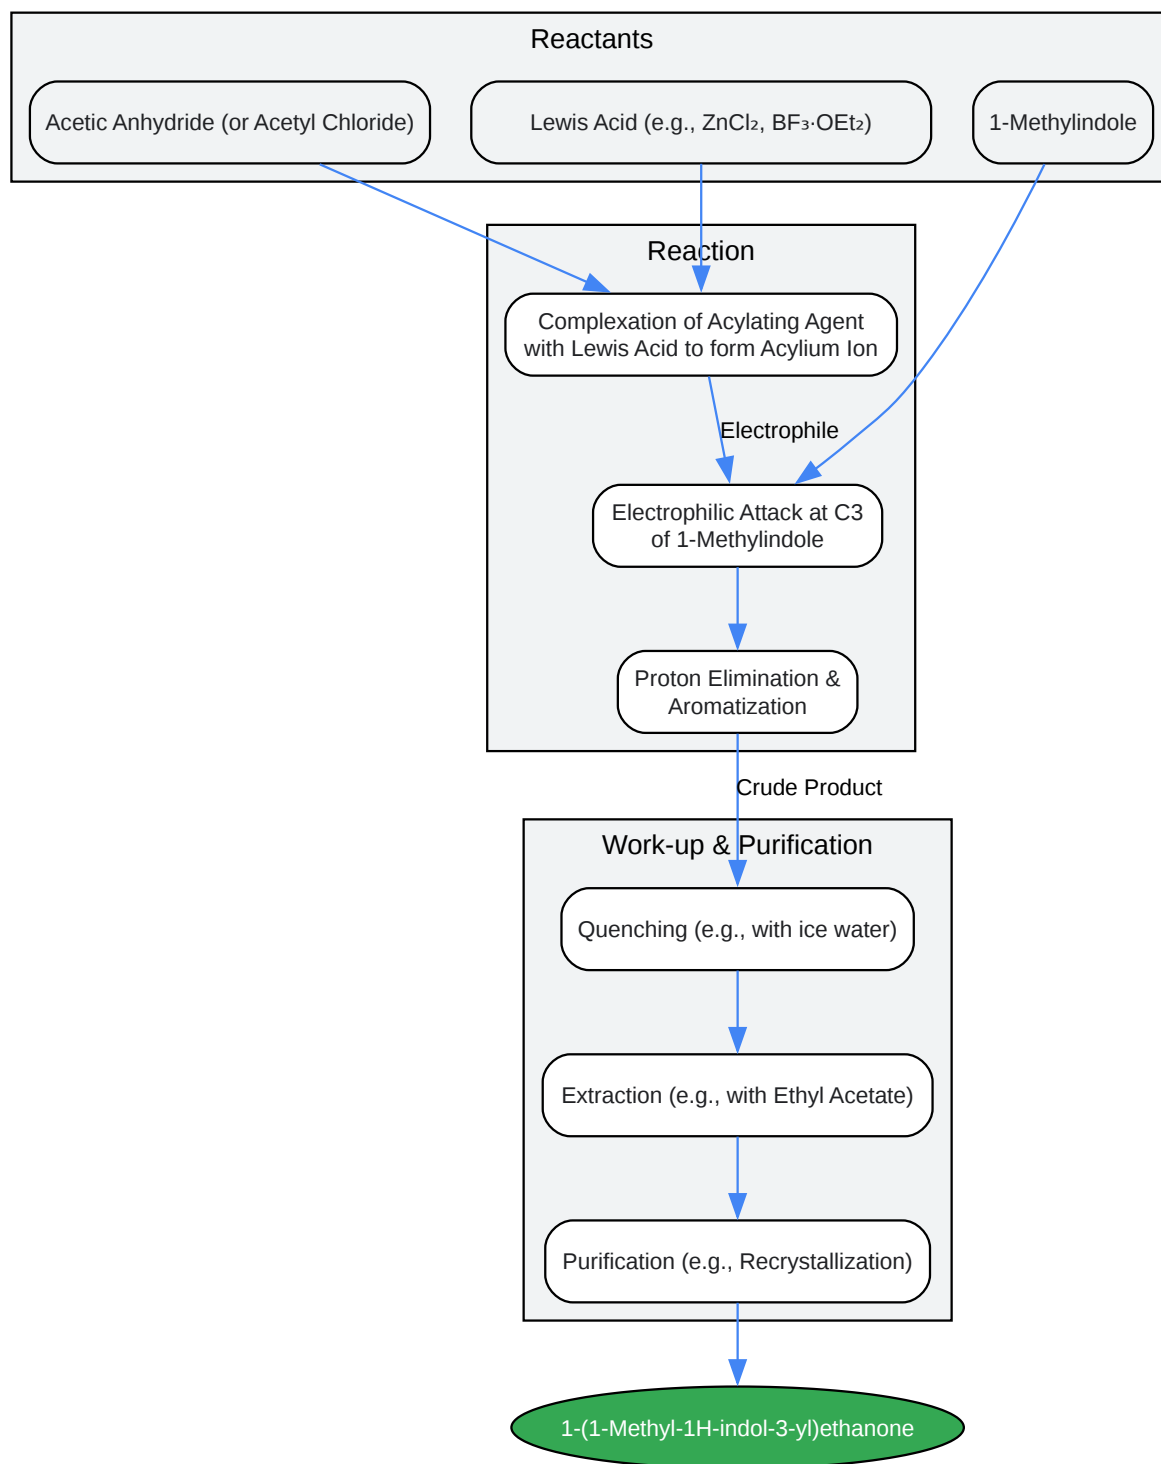 Reactants
Acetic Anhydride (or Acetyl Chloride)
Lewis Acid (e.g., ZnCl₂, BF₃·OEt₂)
1-Methylindole
Reaction
Complexation of Acylating Agent
with Lewis Acid to form Acylium Ion
Electrophile
Electrophilic Attack at C3
of 1-Methylindole
Proton Elimination &
Aromatization
Crude Product
Work-up & Purification
Quenching (e.g., with ice water)
Extraction (e.g., with Ethyl Acetate)
Purification (e.g., Recrystallization)
1-(1-Methyl-1H-indol-3-yl)ethanone